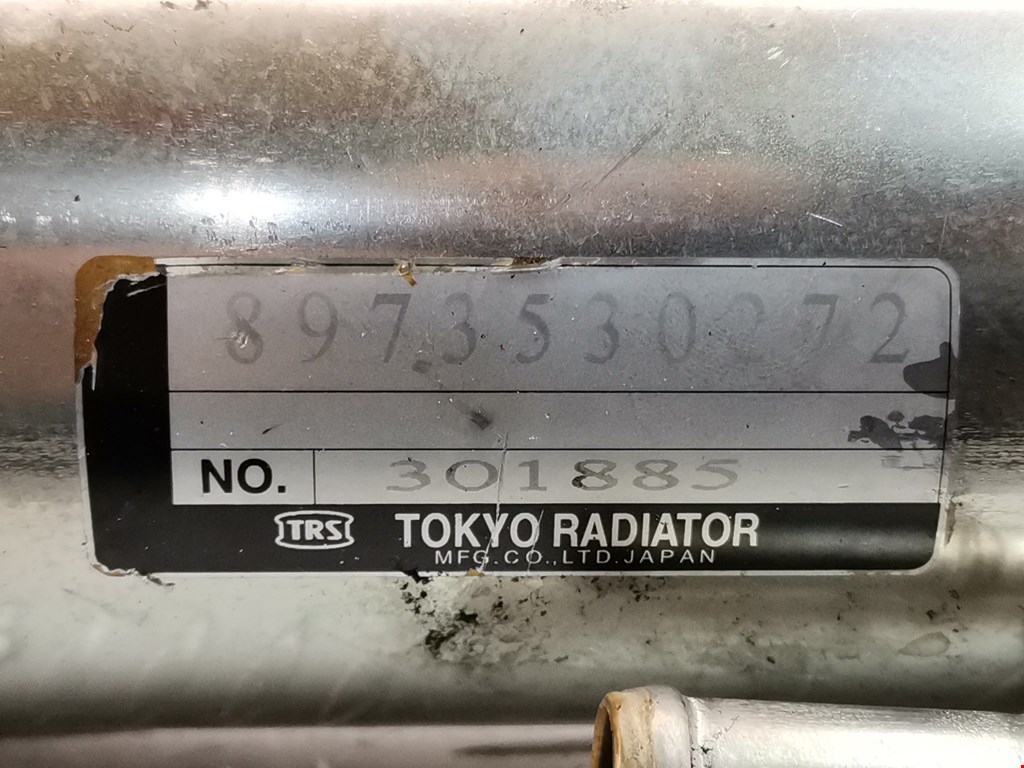 8973530272
NO. 301885
TRS TOKYO RADIATOR
MFG.CO.,LTD.JAPAN